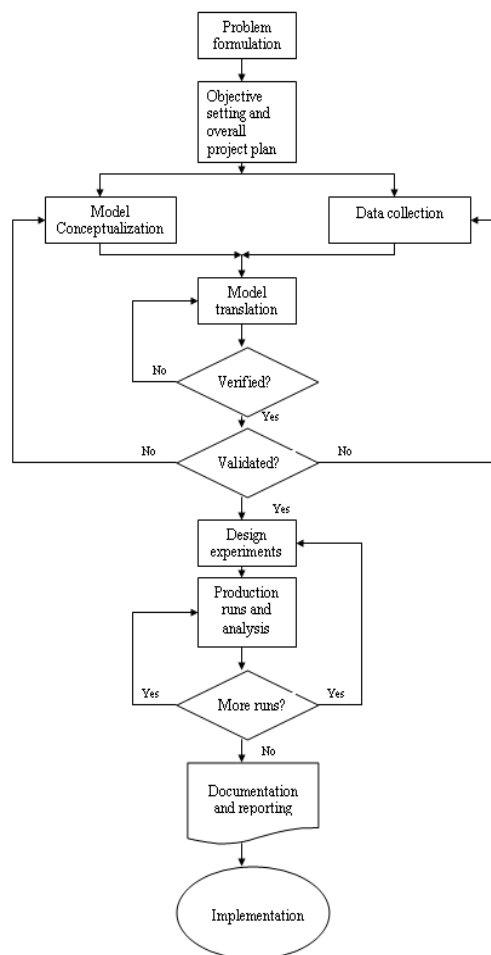 Problem
formulation
Objective
setting and
overall
project plan
Model
Conceptualization
Data collection
Model
translation
No
Verified?
Yes
No
Validated?
No
Yes
Design
experiments
Production
runs and
analysis
Yes
More runs?
Yes
No
Documentation
and reporting
Implementation